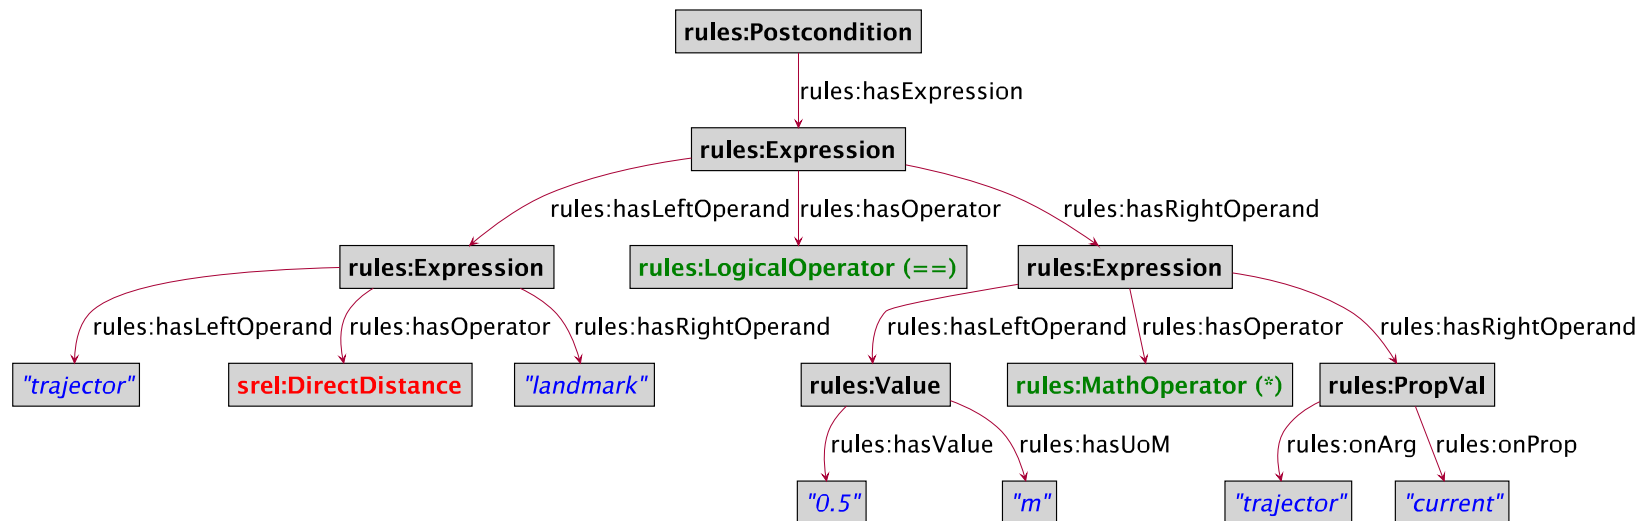 rules:Postcondition
rules:hasExpression
rules:Expression
rules:hasLeftOperand rules:hasOperator rules:hasRightOperand
rules:Expression rules:LogicalOperator (==) rules:Expression
rules:hasLeftOperand rules:hasOperator rules:hasRightOperand rules:hasLeftOperand rules:hasOperator rules:hasRightOperand
"trajector" srel:DirectDistance "landmark" rules:Value rules:MathOperator (*) rules:PropVal
rules:hasValue rules:hasUoM rules:onArg rules:onProp
"0.5" "m" "trajector" "current"